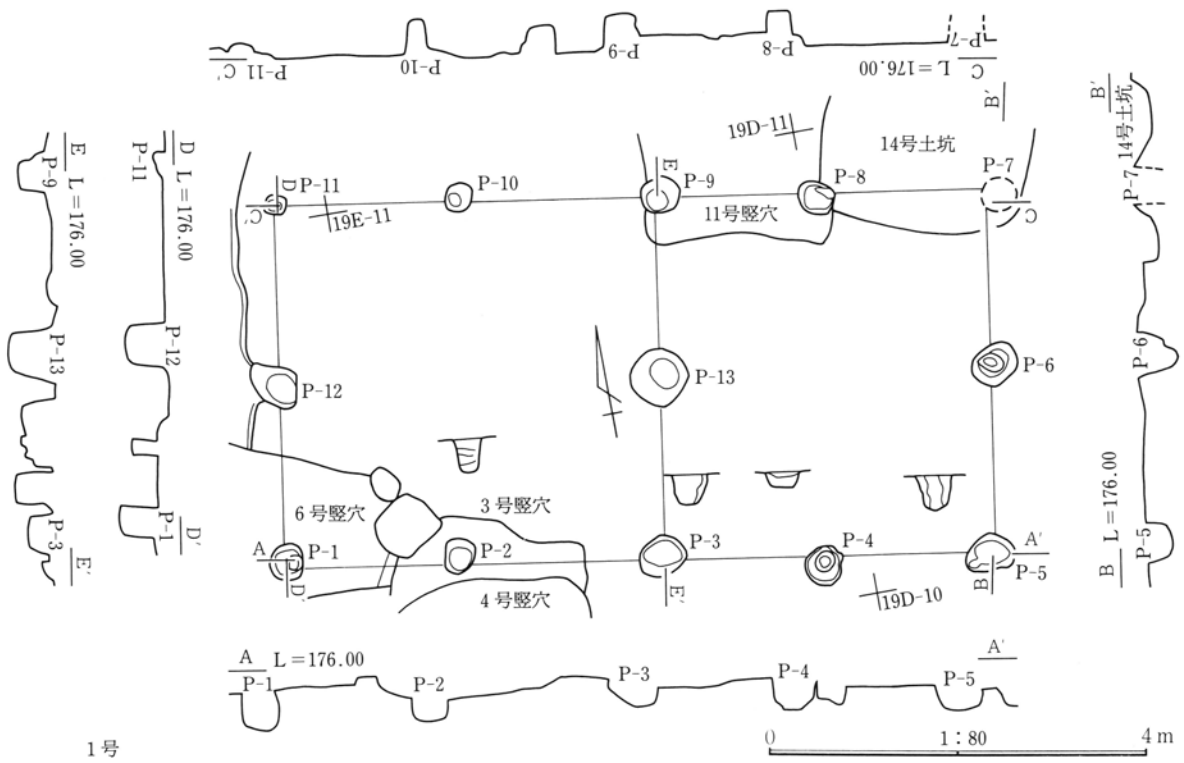 P-11
P-10
P-9
P-8
P-7
C'
L=176.00
C
E
L=176.00
P-9
P-13
P-3
E'
D
L=176.00
P-11
P-12
P-1
D'
19D-11
14号土坑
B'
D
P-11
P-10
E
P-9
P-8
P-7
C'
C
19E-11
11号竪穴
P-12
P-13
P-6
6号竪穴
3号竪穴
A
P-1
P-2
P-3
P-4
A'
P-5
D'
4号竪穴
E'
19D-10
B
B'
14号土坑
P-7
P-6
L=176.00
P-5
B
A
L=176.00
A'
P-1
P-2
P-3
P-4
P-5
1号
0
1:80
4m